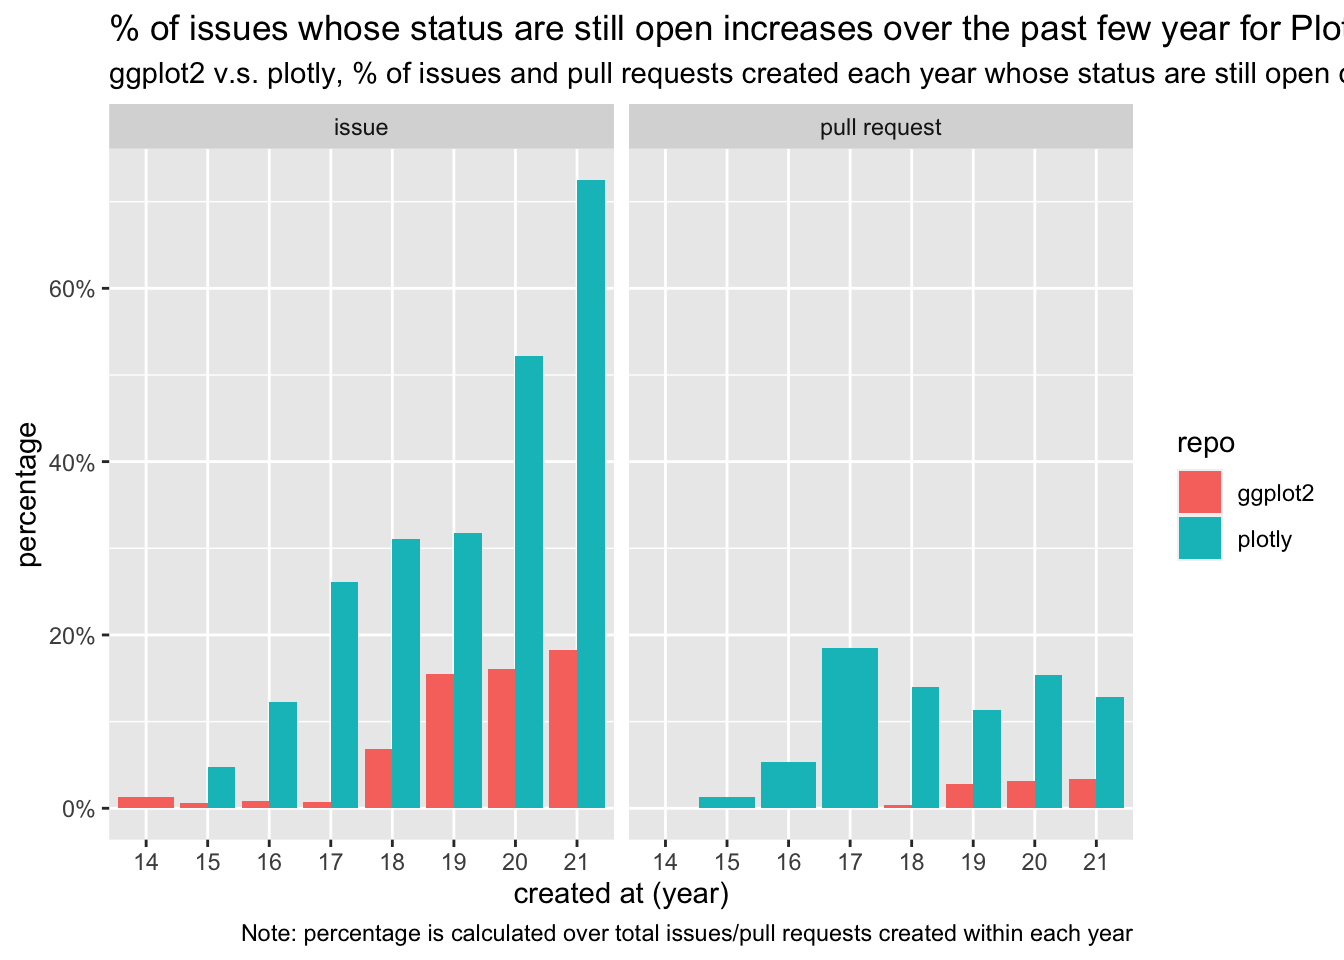 % of issues whose status are still open increases over the past few year for
ggplot2 v.s. plotly, % of issues and pull requests created each year whose status are still open
issue
pull request
percentage
60%
40%
20%
0%
14 15 16 17 18 19 20 21
14 15 16 17 18 19 20 21
created at (year)
repo
ggplot2
plotly
Note: percentage is calculated over total issues/pull requests created within each year